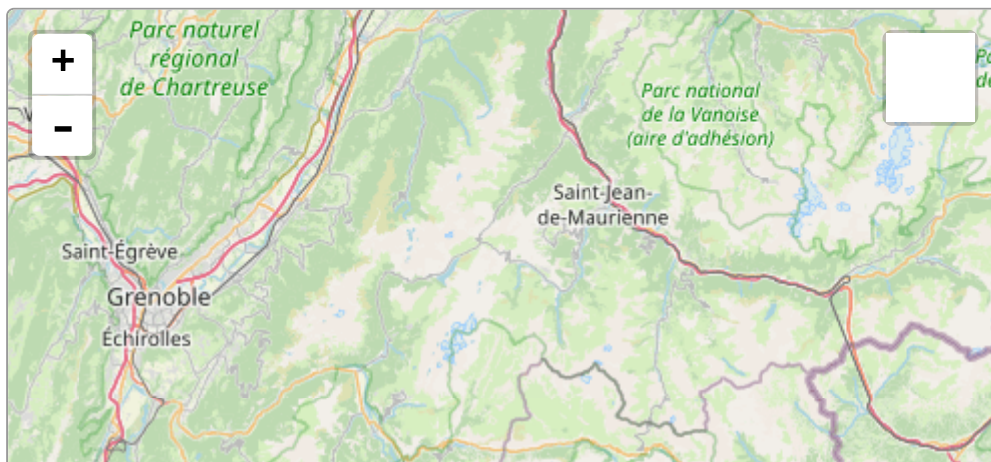 Parc naturel
régional
de Chartreuse
+
-
Parc national
de la Vanoise
(aire d'adhésion)
Saint-Jean-
de-Maurienne
Saint-Égrève
Grenoble
Échirolles